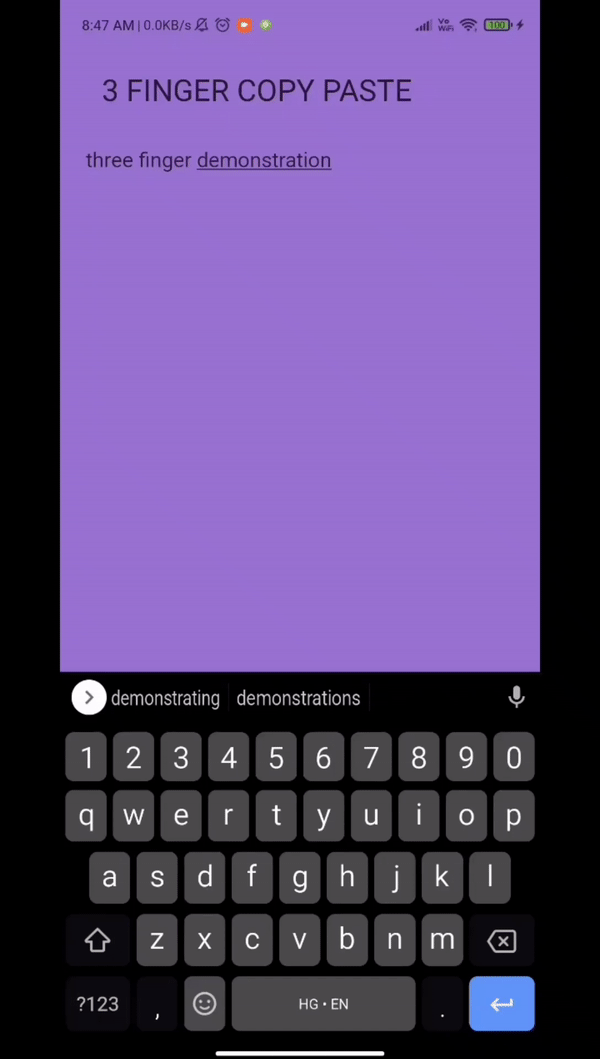 8:47 AM | 0.0KB/s Vo WiFi 100
3 FINGER COPY PASTE
three finger demonstration
demonstrating demonstrations
1 2 3 4 5 6 7 8 9 0
q w e r t y u i o p
a s d f g h j k l
z x c v b n m
?123 , HG • EN .